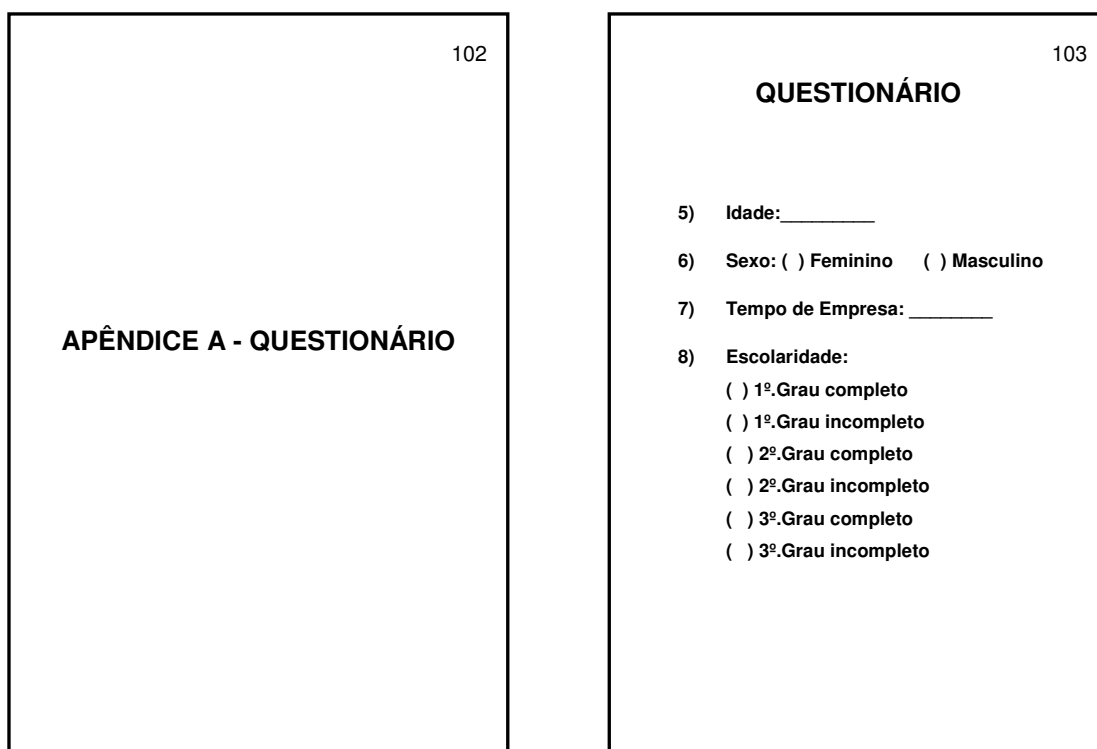 102
APÊNDICE A - QUESTIONÁRIO
103
QUESTIONÁRIO
5) Idade:_________
6) Sexo: ( ) Feminino ( ) Masculino
7) Tempo de Empresa: ________
8) Escolaridade:
( ) 1º.Grau completo
( ) 1º.Grau incompleto
( ) 2º.Grau completo
( ) 2º.Grau incompleto
( ) 3º.Grau completo
( ) 3º.Grau incompleto